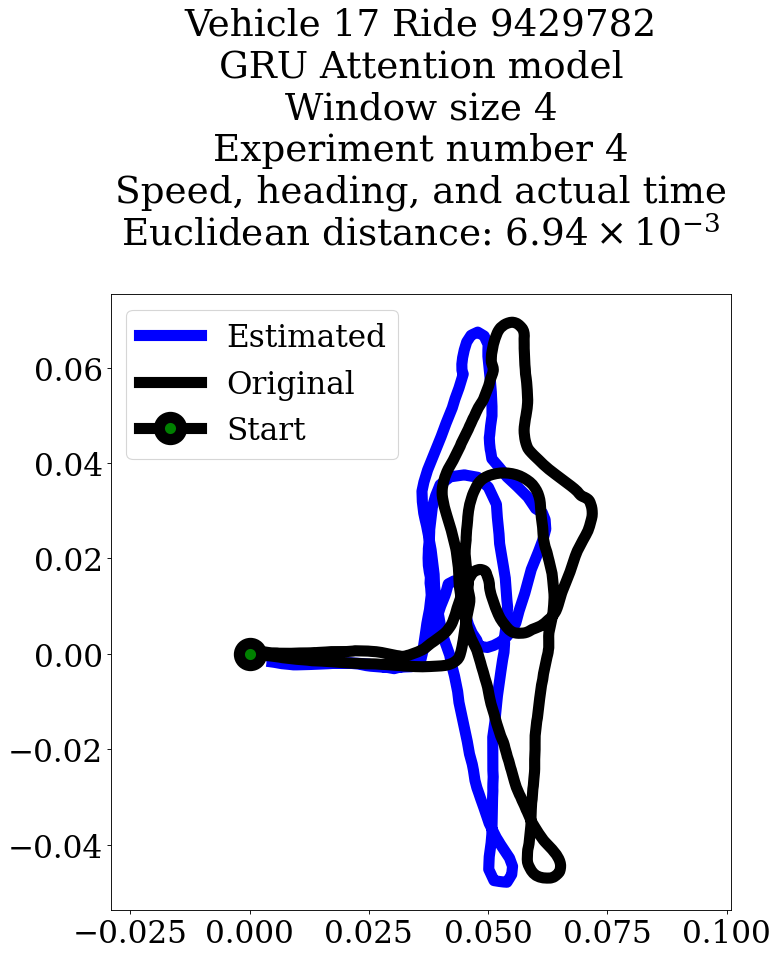 Vehicle 17 Ride 9429782
GRU Attention model
Window size 4
Experiment number 4
Speed, heading, and actual time
Euclidean distance: 6.94 × 10⁻³
Estimated
Original
Start
0.06
0.04
0.02
0.00
−0.02
−0.04
−0.025 0.000 0.025 0.050 0.075 0.100